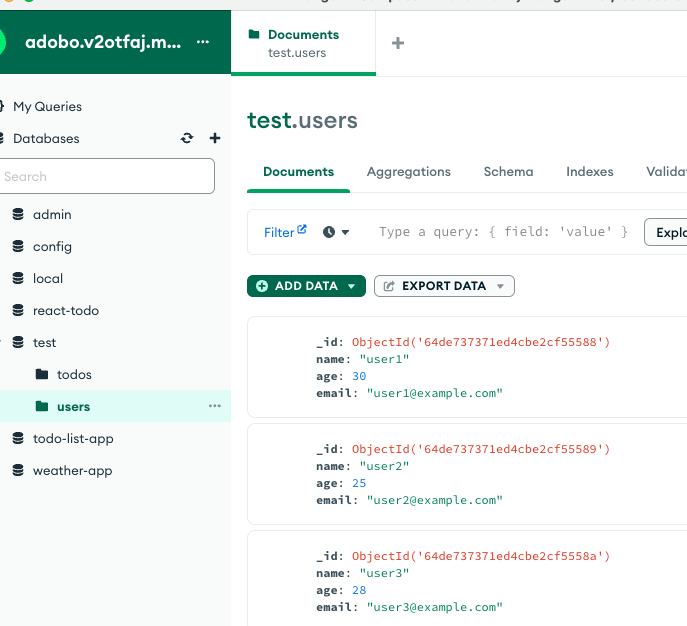 adobo.v2otfaj.m... ...
Documents
test.users
My Queries
Databases
Search
admin
config
local
react-todo
test
todos
users
todo-list-app
weather-app
test.users
Documents Aggregations Schema Indexes
Filter Type a query: { field: 'value' }
ADD DATA EXPORT DATA
_id: ObjectId('64de737371ed4cbe2cf55588')
name: "user1"
age: 30
email: "user1@example.com"
_id: ObjectId('64de737371ed4cbe2cf55589')
name: "user2"
age: 25
email: "user2@example.com"
_id: ObjectId('64de737371ed4cbe2cf5558a')
name: "user3"
age: 28
email: "user3@example.com"